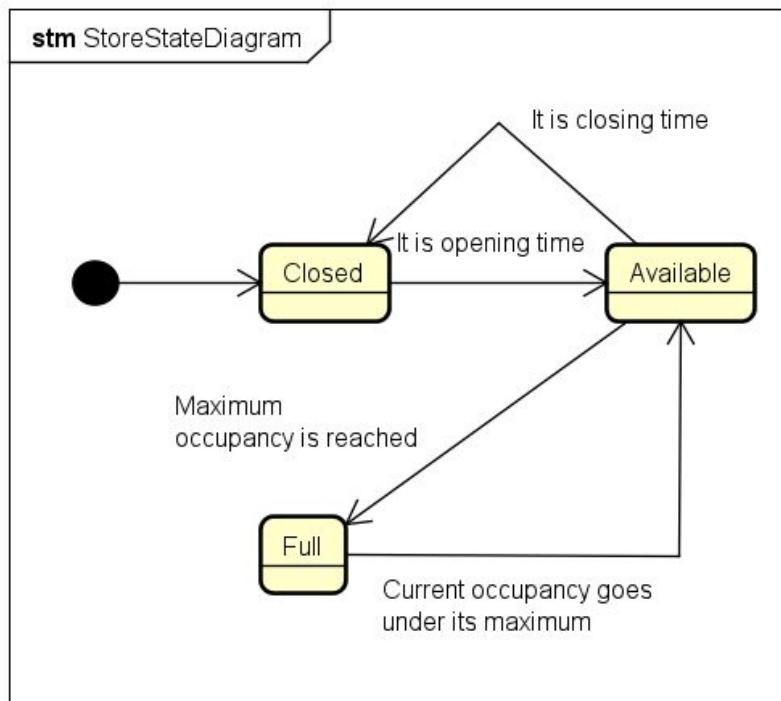 stm StoreStateDiagram
It is closing time
It is opening time
Closed
Available
Maximum
occupancy is reached
Full
Current occupancy goes
under its maximum